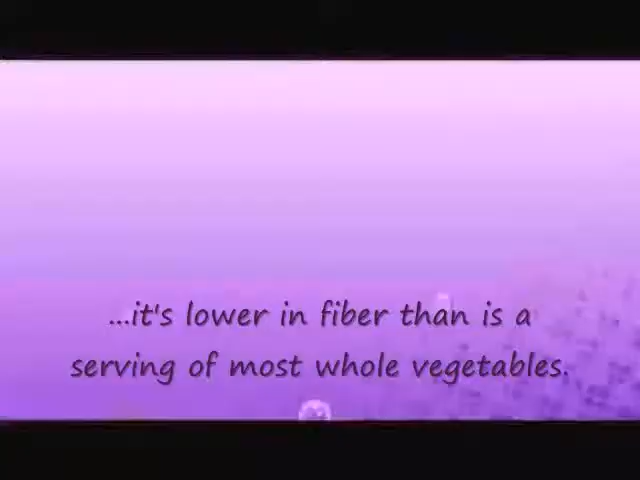 ...it's lower in fiber than is a
serving of most whole vegetables.